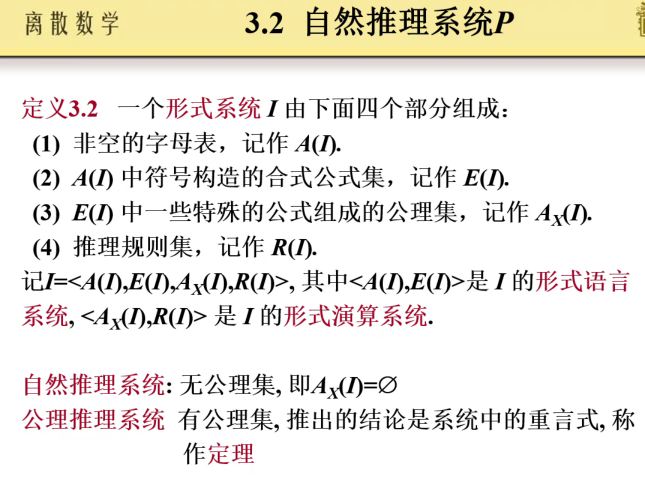 离散数学
3.2 自然推理系统P
定义3.2 一个形式系统 I 由下面四个部分组成：
(1) 非空的字母表，记作 A(I).
(2) A(I) 中符号构造的合式公式集，记作 E(I).
(3) E(I) 中一些特殊的公式组成的公理集，记作 AX(I).
(4) 推理规则集，记作 R(I).
记I=<A(I),E(I),AX(I),R(I)>, 其中<A(I),E(I)>是 I 的形式语言
系统, <AX(I),R(I)> 是 I 的形式演算系统.
自然推理系统: 无公理集, 即AX(I)=∅
公理推理系统 有公理集, 推出的结论是系统中的重言式, 称
作定理